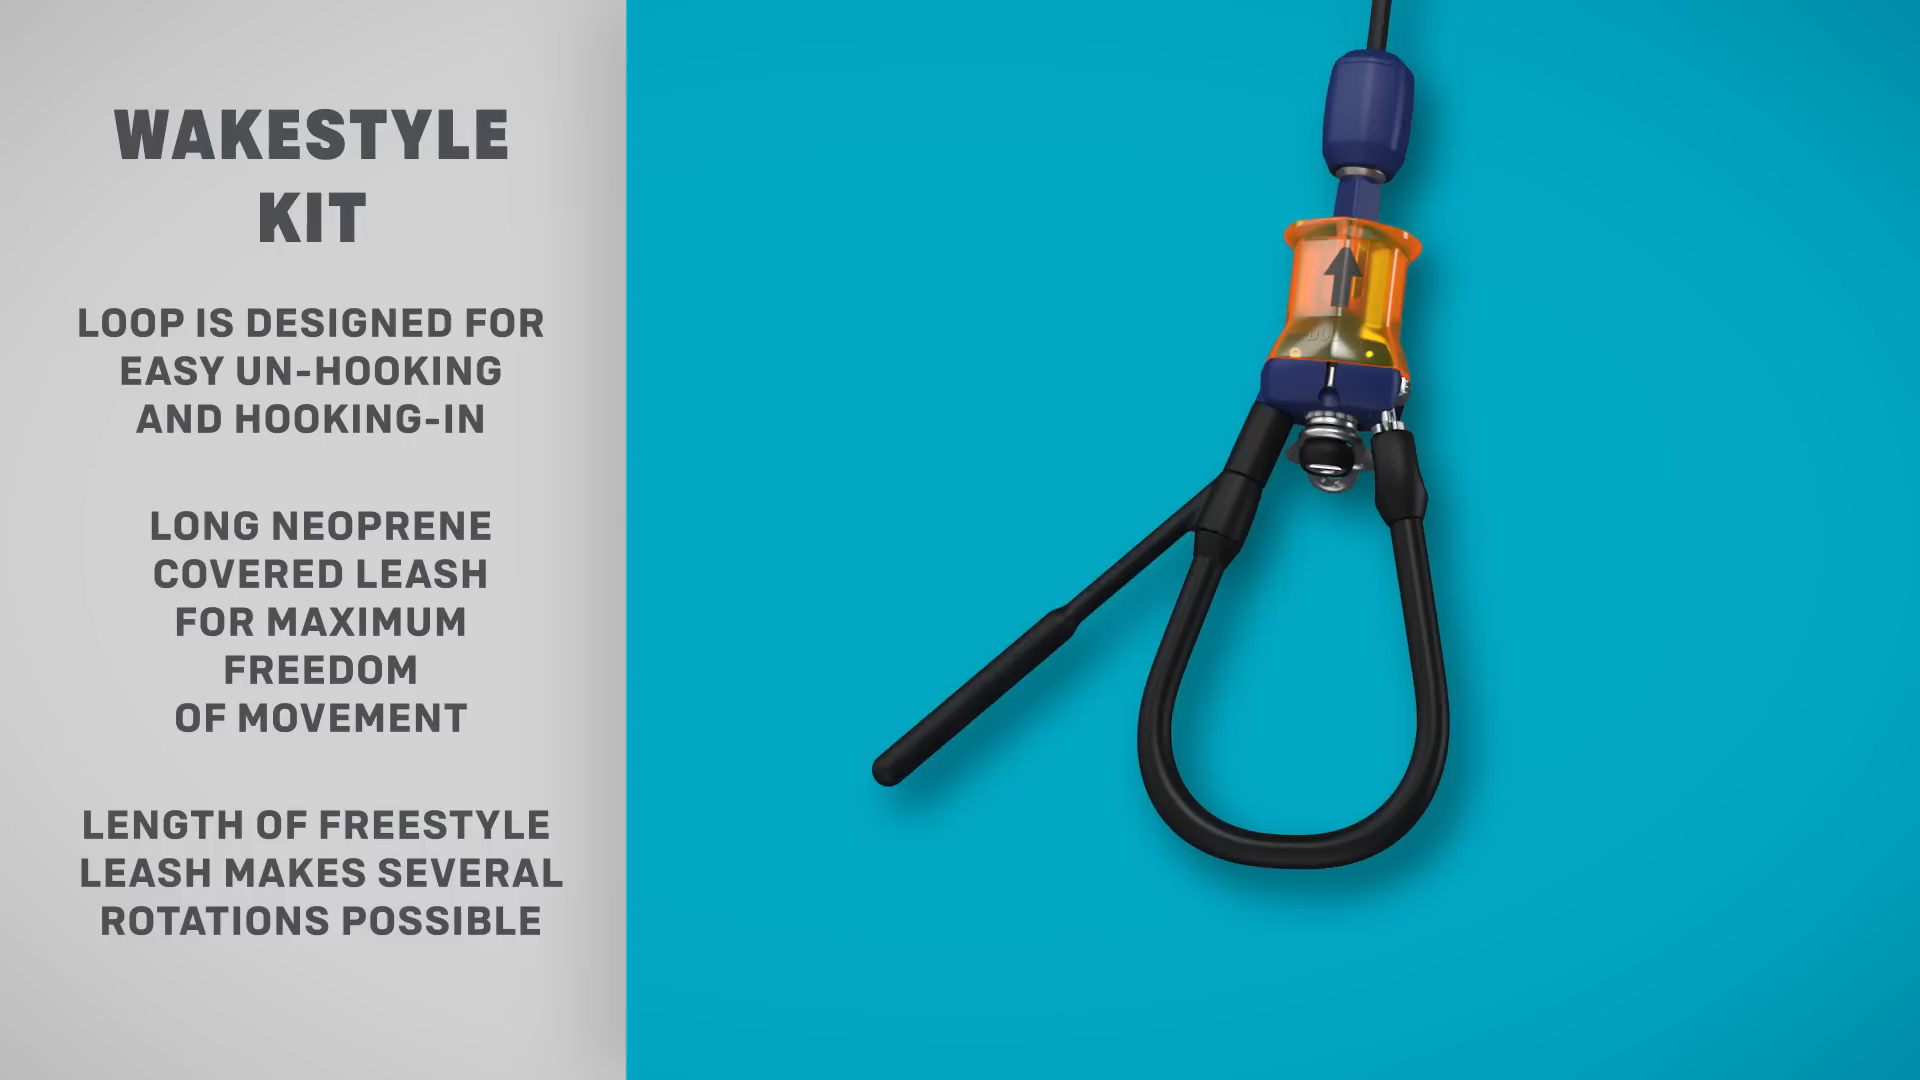 WAKESTYLE
KIT
LOOP IS DESIGNED FOR
EASY UN-HOOKING
AND HOOKING-IN
LONG NEOPRENE
COVERED LEASH
FOR MAXIMUM
FREEDOM
OF MOVEMENT
LENGTH OF FREESTYLE
LEASH MAKES SEVERAL
ROTATIONS POSSIBLE